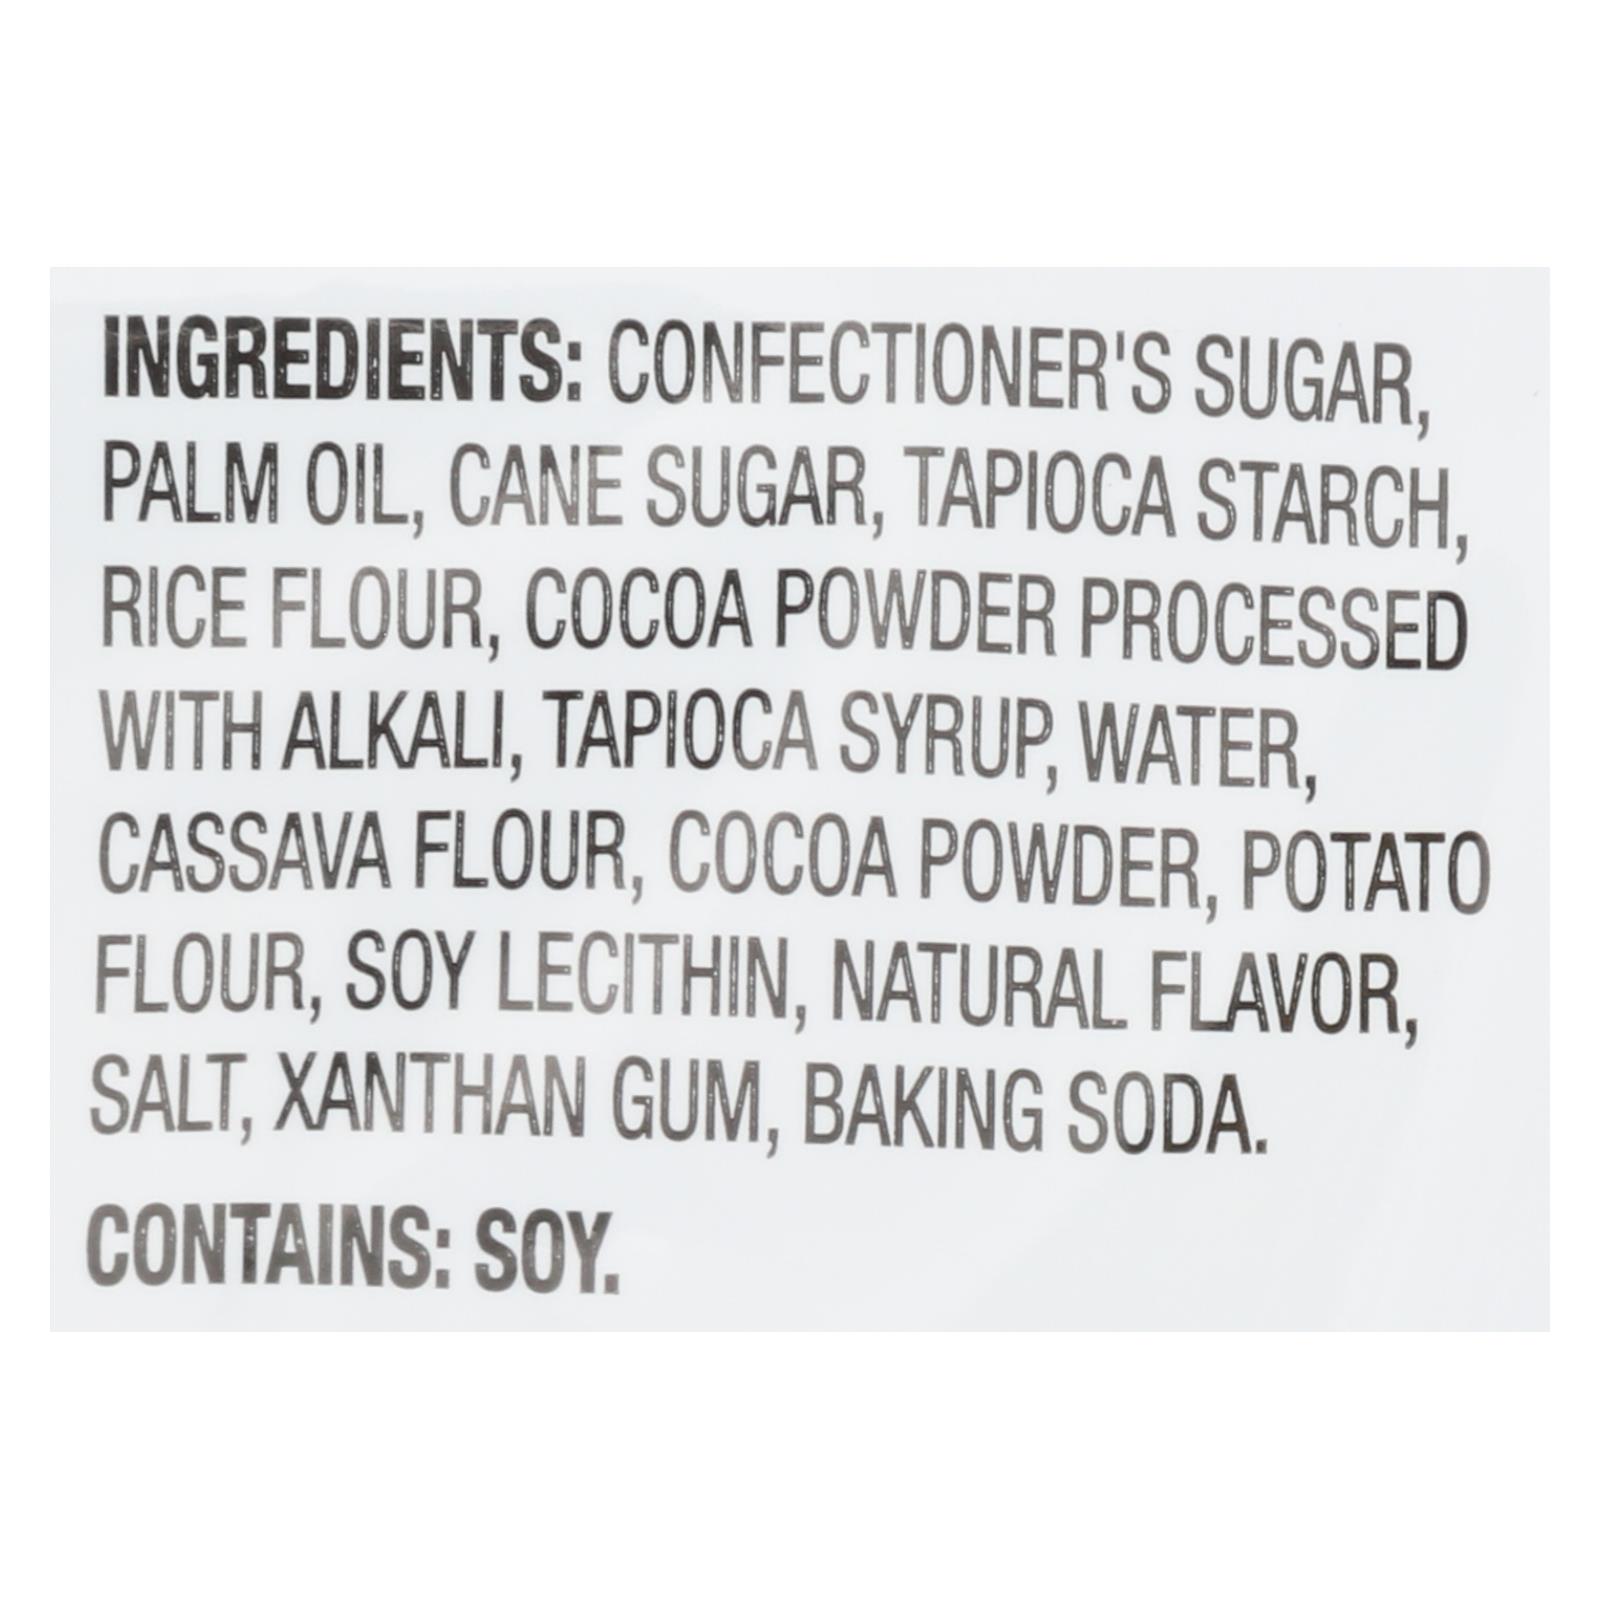 INGREDIENTS: CONFECTIONER'S SUGAR,
PALM OIL, CANE SUGAR, TAPIOCA STARCH,
RICE FLOUR, COCOA POWDER PROCESSED
WITH ALKALI, TAPIOCA SYRUP, WATER,
CASSAVA FLOUR, COCOA POWDER, POTATO
FLOUR, SOY LECITHIN, NATURAL FLAVOR,
SALT, XANTHAN GUM, BAKING SODA.
CONTAINS: SOY.